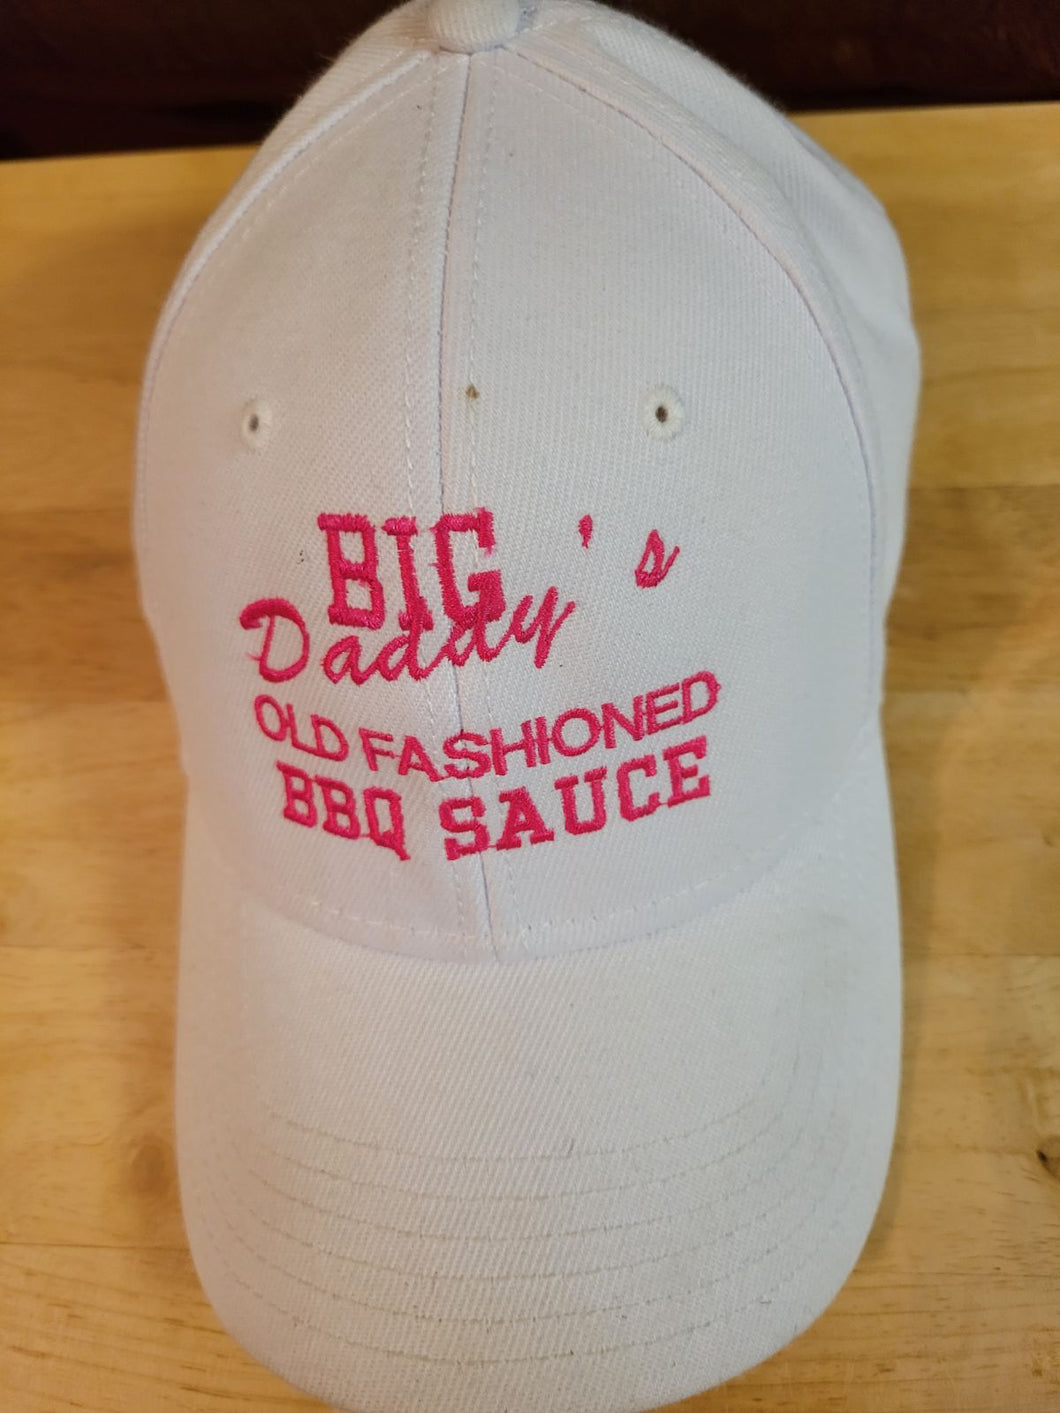 BIG
Daddy's
OLD FASHIONED
BBQ SAUCE